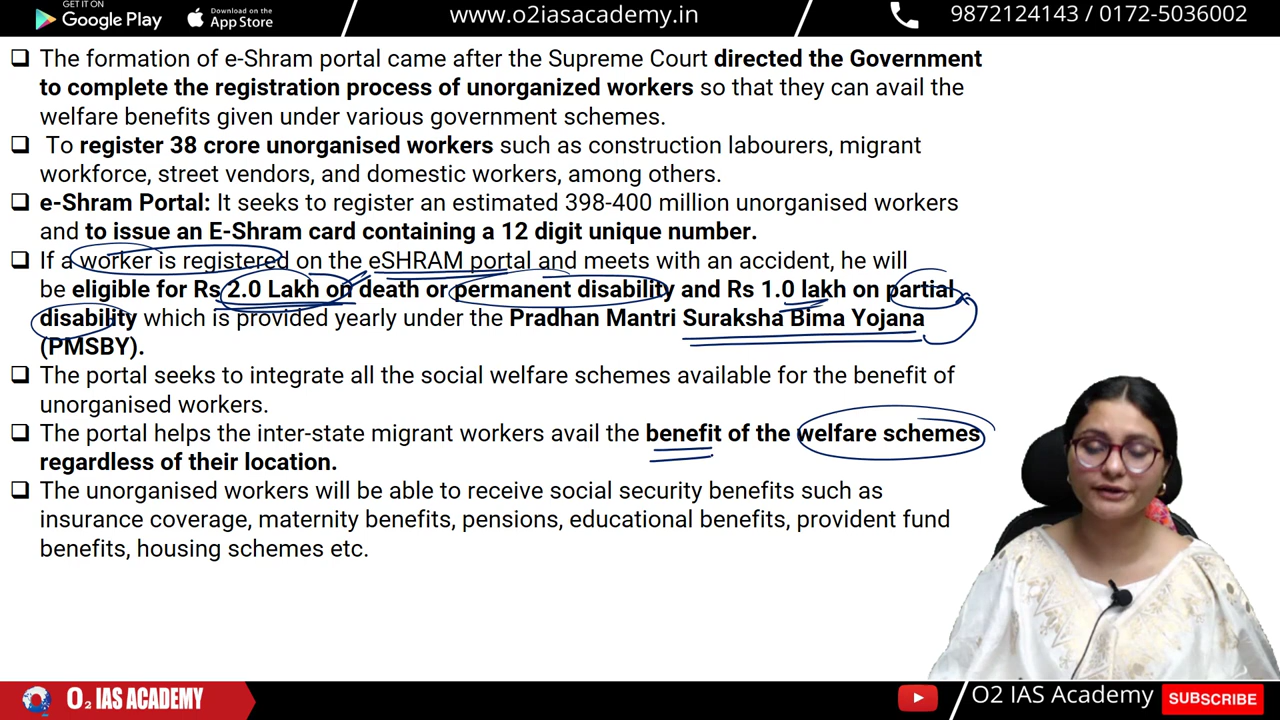 GET IT ON
Google Play
Download on the
App Store
www.o2iasacademy.in
9872124143 / 0172-5036002
The formation of e-Shram portal came after the Supreme Court directed the Government
to complete the registration process of unorganized workers so that they can avail the
welfare benefits given under various government schemes.
To register 38 crore unorganised workers such as construction labourers, migrant
workforce, street vendors, and domestic workers, among others.
e-Shram Portal: It seeks to register an estimated 398-400 million unorganised workers
and to issue an E-Shram card containing a 12 digit unique number.
If a worker is registered on the eSHRAM portal and meets with an accident, he will
be eligible for Rs 2.0 Lakh on death or permanent disability and Rs 1.0 lakh on partial
disability which is provided yearly under the Pradhan Mantri Suraksha Bima Yojana
(PMSBY).
The portal seeks to integrate all the social welfare schemes available for the benefit of
unorganised workers.
The portal helps the inter-state migrant workers avail the benefit of the welfare schemes
regardless of their location.
The unorganised workers will be able to receive social security benefits such as
insurance coverage, maternity benefits, pensions, educational benefits, provident fund
benefits, housing schemes etc.
O2 IAS ACADEMY
O2 IAS Academy
SUBSCRIBE